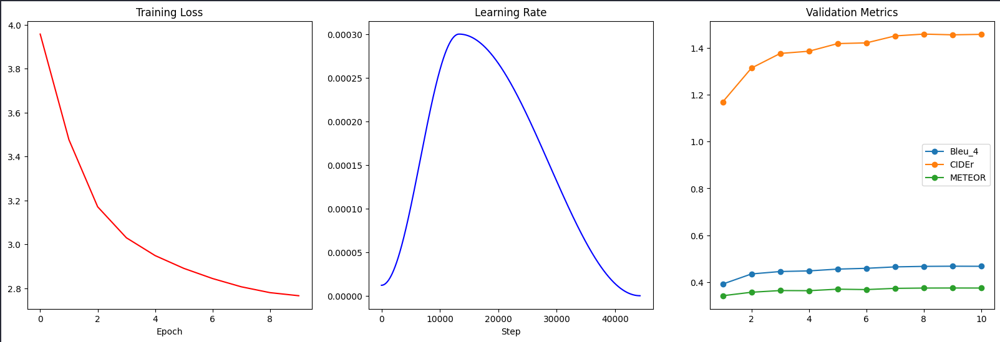 Training Loss
4.0
3.8
3.6
3.4
3.2
3.0
2.8
0 2 4 6 8
Epoch
Learning Rate
0.00030
0.00025
0.00020
0.00015
0.00010
0.00005
0.00000
0 10000 20000 30000 40000
Step
Validation Metrics
1.4
1.2
1.0
0.8
0.6
0.4
Bleu_4
CIDEr
METEOR
2 4 6 8 10